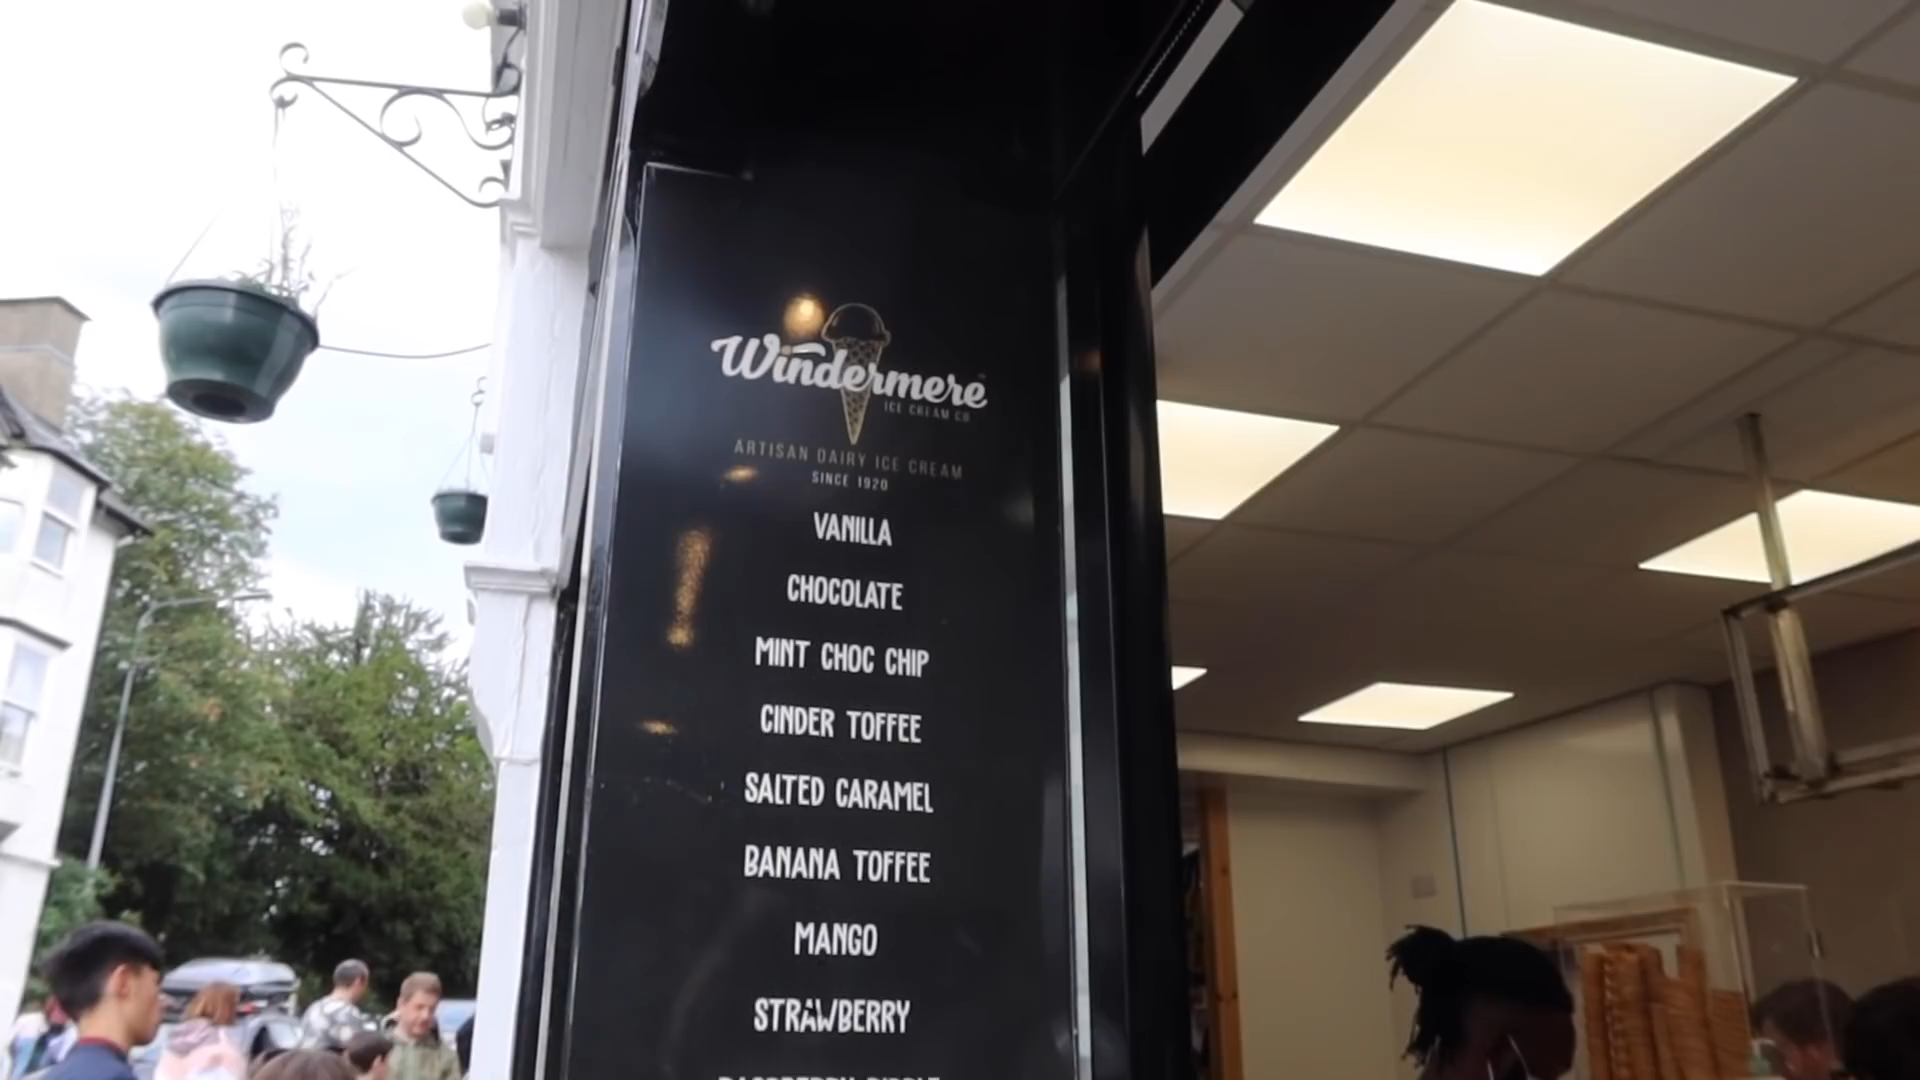 Windermere
ICE CREAM CO
ARTISAN DAIRY ICE CREAM
SINCE 1920
VANILLA
CHOCOLATE
MINT CHOC CHIP
CINDER TOFFEE
SALTED CARAMEL
BANANA TOFFEE
MANGO
STRAWBERRY